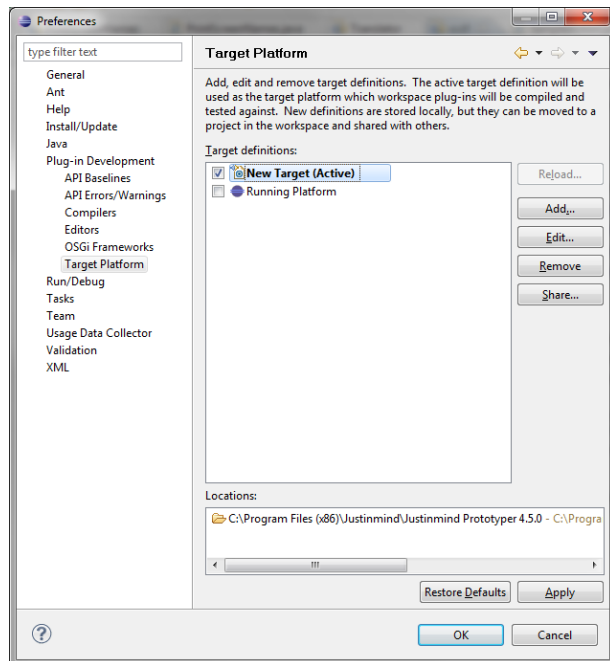 Preferences
type filter text
General
Ant
Help
Install/Update
Java
Plug-in Development
API Baselines
API Errors/Warnings
Compilers
Editors
OSGi Frameworks
Target Platform
Run/Debug
Tasks
Team
Usage Data Collector
Validation
XML
Target Platform
Add, edit and remove target definitions.  The active target definition will be
used as the target platform which workspace plug-ins will be compiled and
tested against.  New definitions are stored locally, but they can be moved to a
project in the workspace and shared with others.
Target definitions:
New Target (Active)
Running Platform
Reload...
Add...
Edit...
Remove
Share...
Locations:
C:\Program Files (x86)\Justinmind\Justinmind Prototyper 4.5.0 - C:\Progra
Restore Defaults
Apply
OK
Cancel